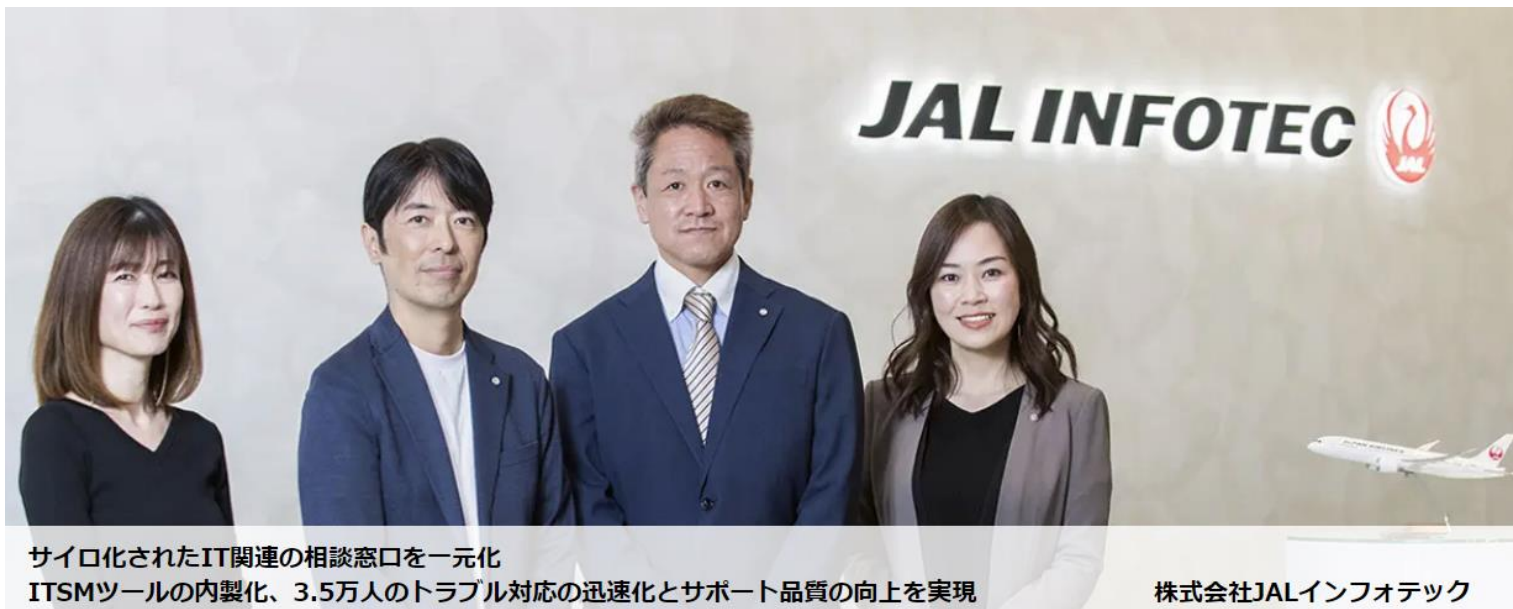 JAL INFOTEC
JAL
JAPAN AIRLINES
サイロ化されたIT関連の相談窓口を一元化
ITSMツールの内製化、3.5万人のトラブル対応の迅速化とサポート品質の向上を実現
株式会社JALインフォテック